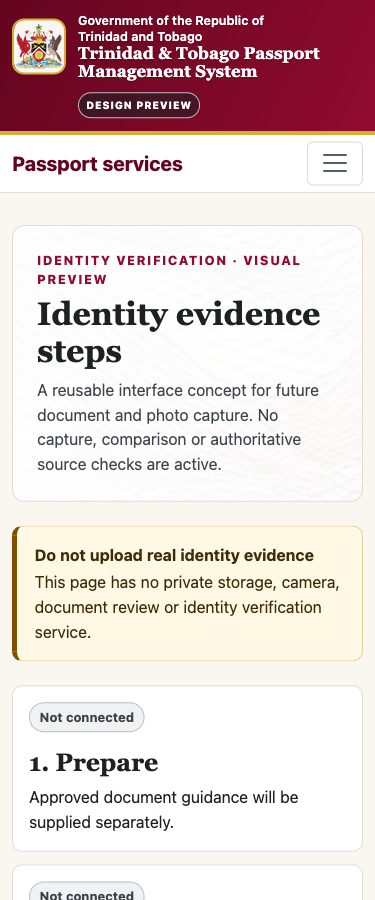 Government of the Republic of
Trinidad and Tobago
Trinidad & Tobago Passport
Management System
DESIGN PREVIEW
Passport services
IDENTITY VERIFICATION · VISUAL
PREVIEW
Identity evidence
steps
A reusable interface concept for future
document and photo capture. No
capture, comparison or authoritative
source checks are active.
Do not upload real identity evidence
This page has no private storage, camera,
document review or identity verification
service.
Not connected
1. Prepare
Approved document guidance will be
supplied separately.
Not connected